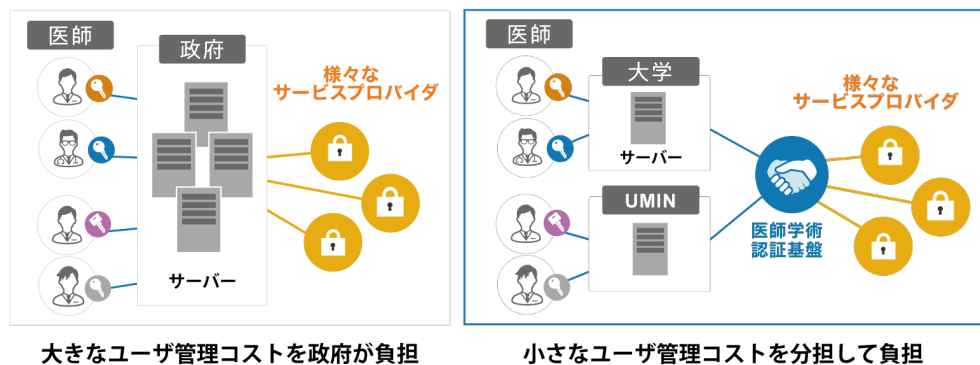 医師
政府
様々な
サービスプロバイダ
サーバー
大きなユーザ管理コストを政府が負担
医師
大学
サーバー
UMIN
様々な
サービスプロバイダ
医師学術
認証基盤
小さなユーザ管理コストを分担して負担